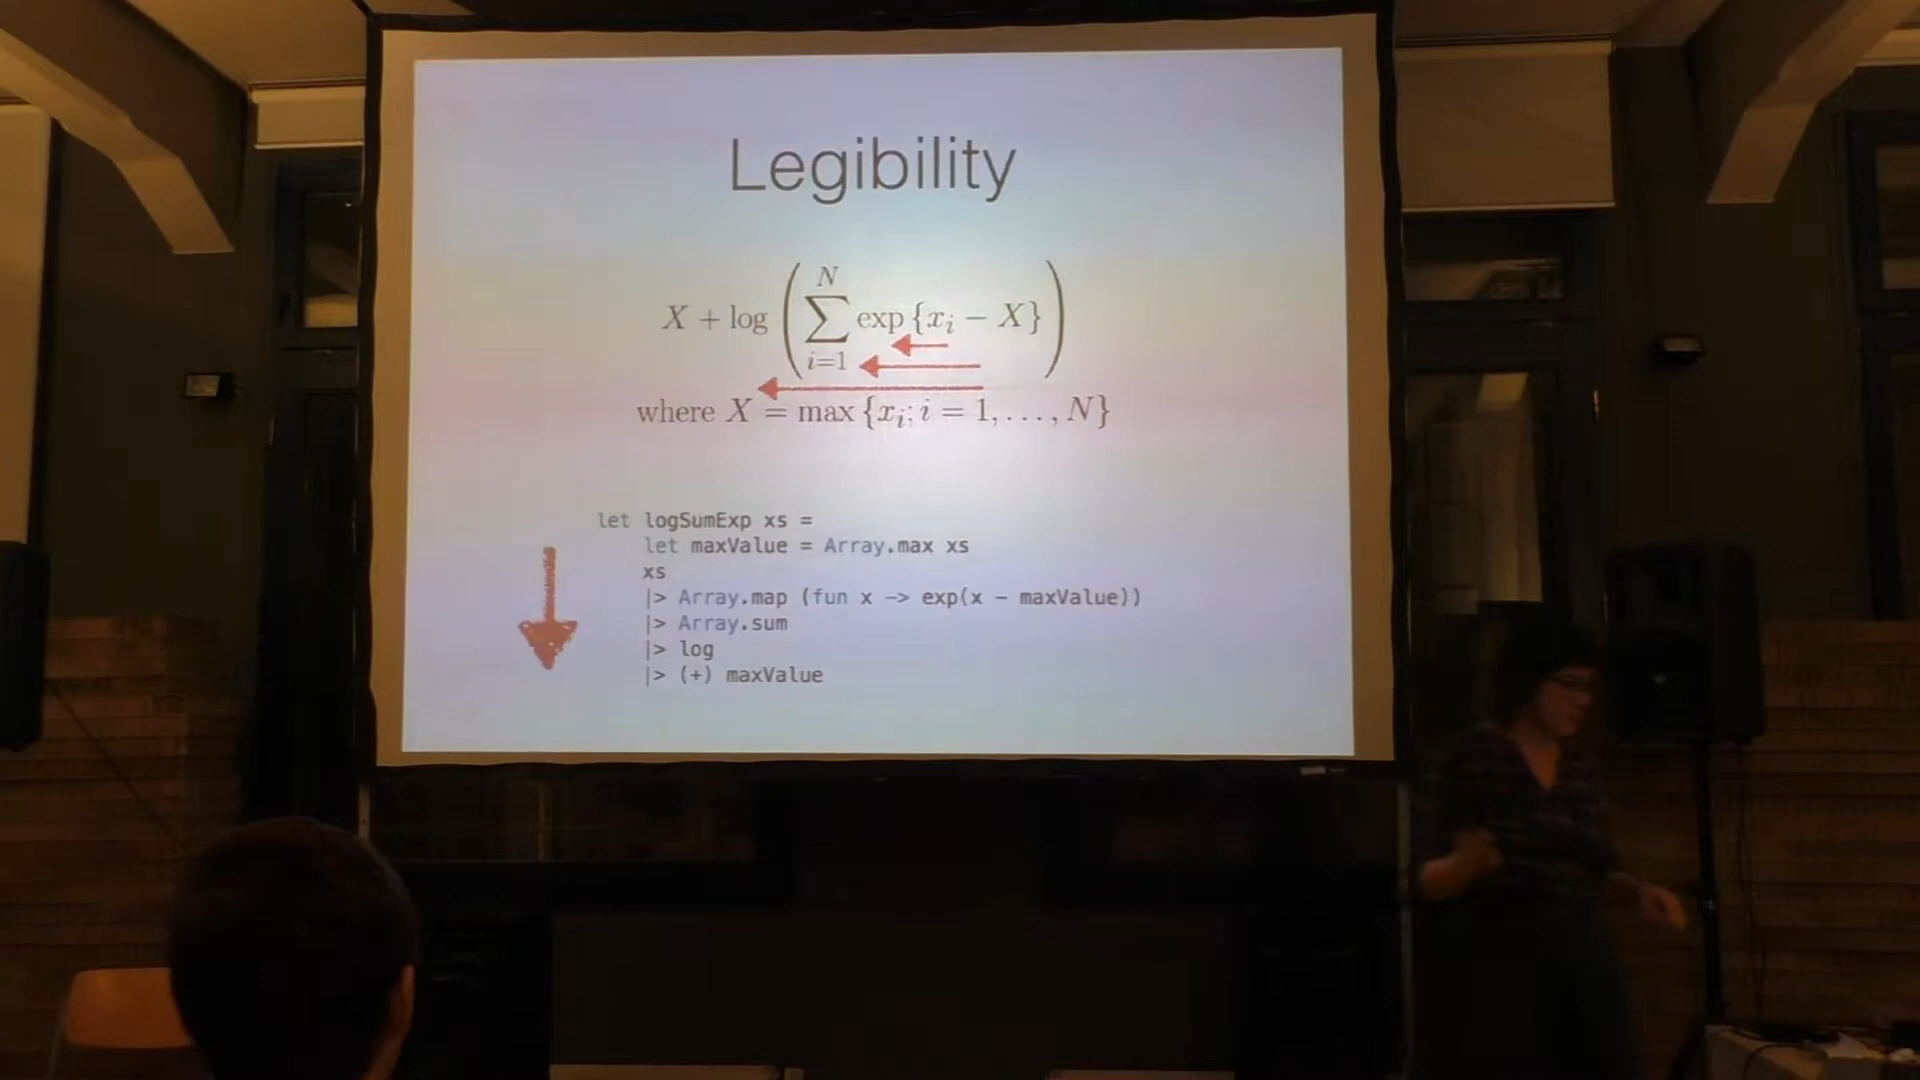 Legibility
X + log ( ∑_{i=1}^{N} exp {x_i − X} )
where X = max {x_i; i = 1, . . . , N}
let logSumExp xs =
    let maxValue = Array.max xs
    xs
    |> Array.map (fun x -> exp(x - maxValue))
    |> Array.sum
    |> log
    |> (+) maxValue